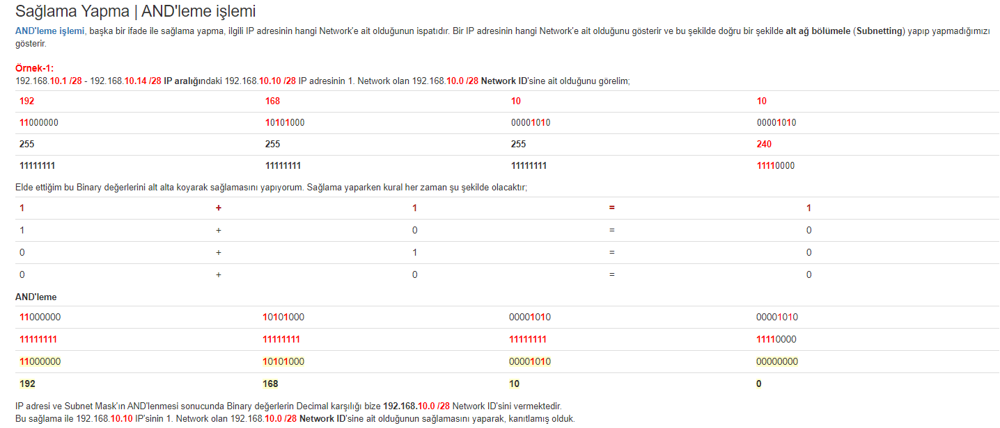 Sağlama Yapma | AND'leme işlemi
AND'leme işlemi, başka bir ifade ile sağlama yapma, ilgili IP adresinin hangi Network'e ait olduğunun ispatıdır. Bir IP adresinin hangi Network'e ait olduğunu gösterir ve bu şekilde doğru bir şekilde alt ağ bölümele (Subnetting) yapıp yapmadığımızı
gösterir.
Örnek-1:
192.168.10.1 /28 - 192.168.10.14 /28 IP aralığındaki 192.168.10.10 /28 IP adresinin 1. Network olan 192.168.10.0 /28 Network ID'sine ait olduğunu görelim;
192 168 10 10
11000000 10101000 00001010 00001010
255 255 255 240
11111111 11111111 11111111 11110000
Elde ettiğim bu Binary değerlerini alt alta koyarak sağlamasını yapıyorum. Sağlama yaparken kural her zaman şu şekilde olacaktır;
1 + 1 = 1
1 + 0 = 0
0 + 1 = 0
0 + 0 = 0
AND'leme
11000000 10101000 00001010 00001010
11111111 11111111 11111111 11110000
11000000 10101000 00001010 00000000
192 168 10 0
IP adresi ve Subnet Mask'ın AND'lenmesi sonucunda Binary değerlerin Decimal karşılığı bize 192.168.10.0 /28 Network ID'sini vermektedir.
Bu sağlama ile 192.168.10.10 IP'sinin 1. Network olan 192.168.10.0 /28 Network ID'sine ait olduğunun sağlamasını yaparak, kanıtlamış olduk.